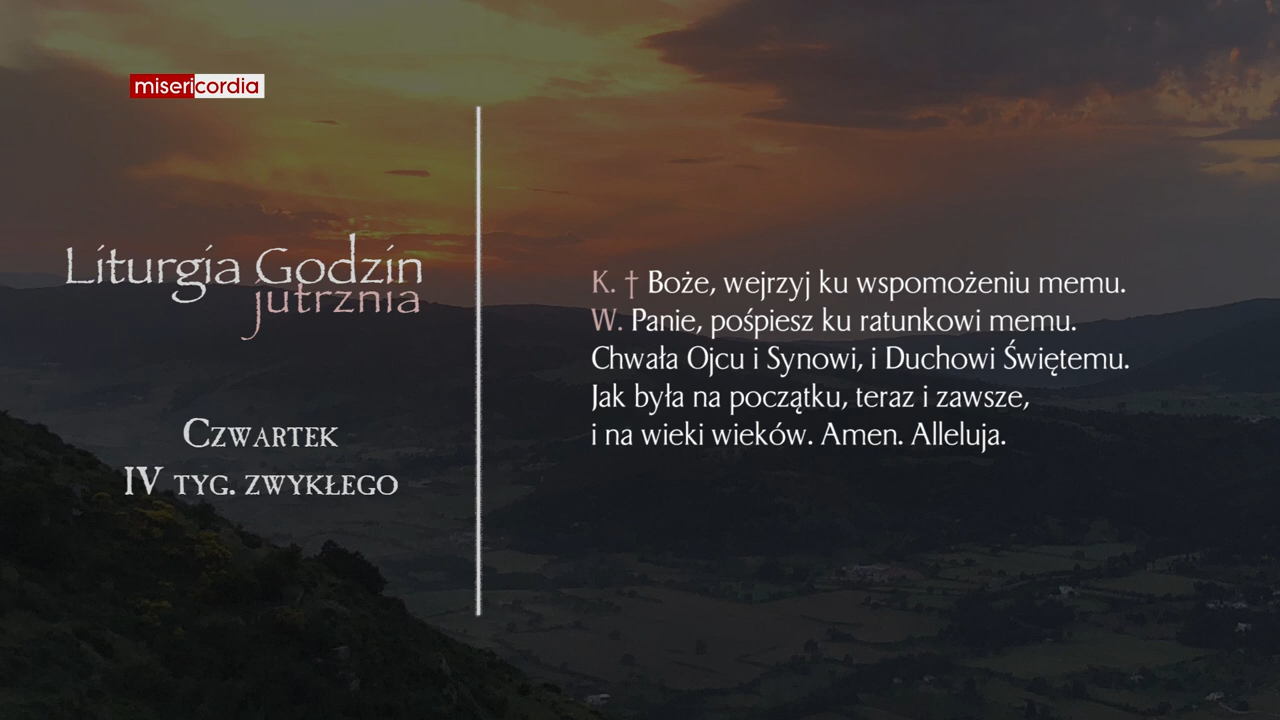 misericordia
Liturgia Godzin
jutrznia
Czwartek
IV tyg. zwykłego
K. † Boże, wejrzyj ku wspomożeniu memu.
W. Panie, pośpiesz ku ratunkowi memu.
Chwała Ojcu i Synowi, i Duchowi Świętemu.
Jak była na początku, teraz i zawsze,
i na wieki wieków. Amen. Alleluja.